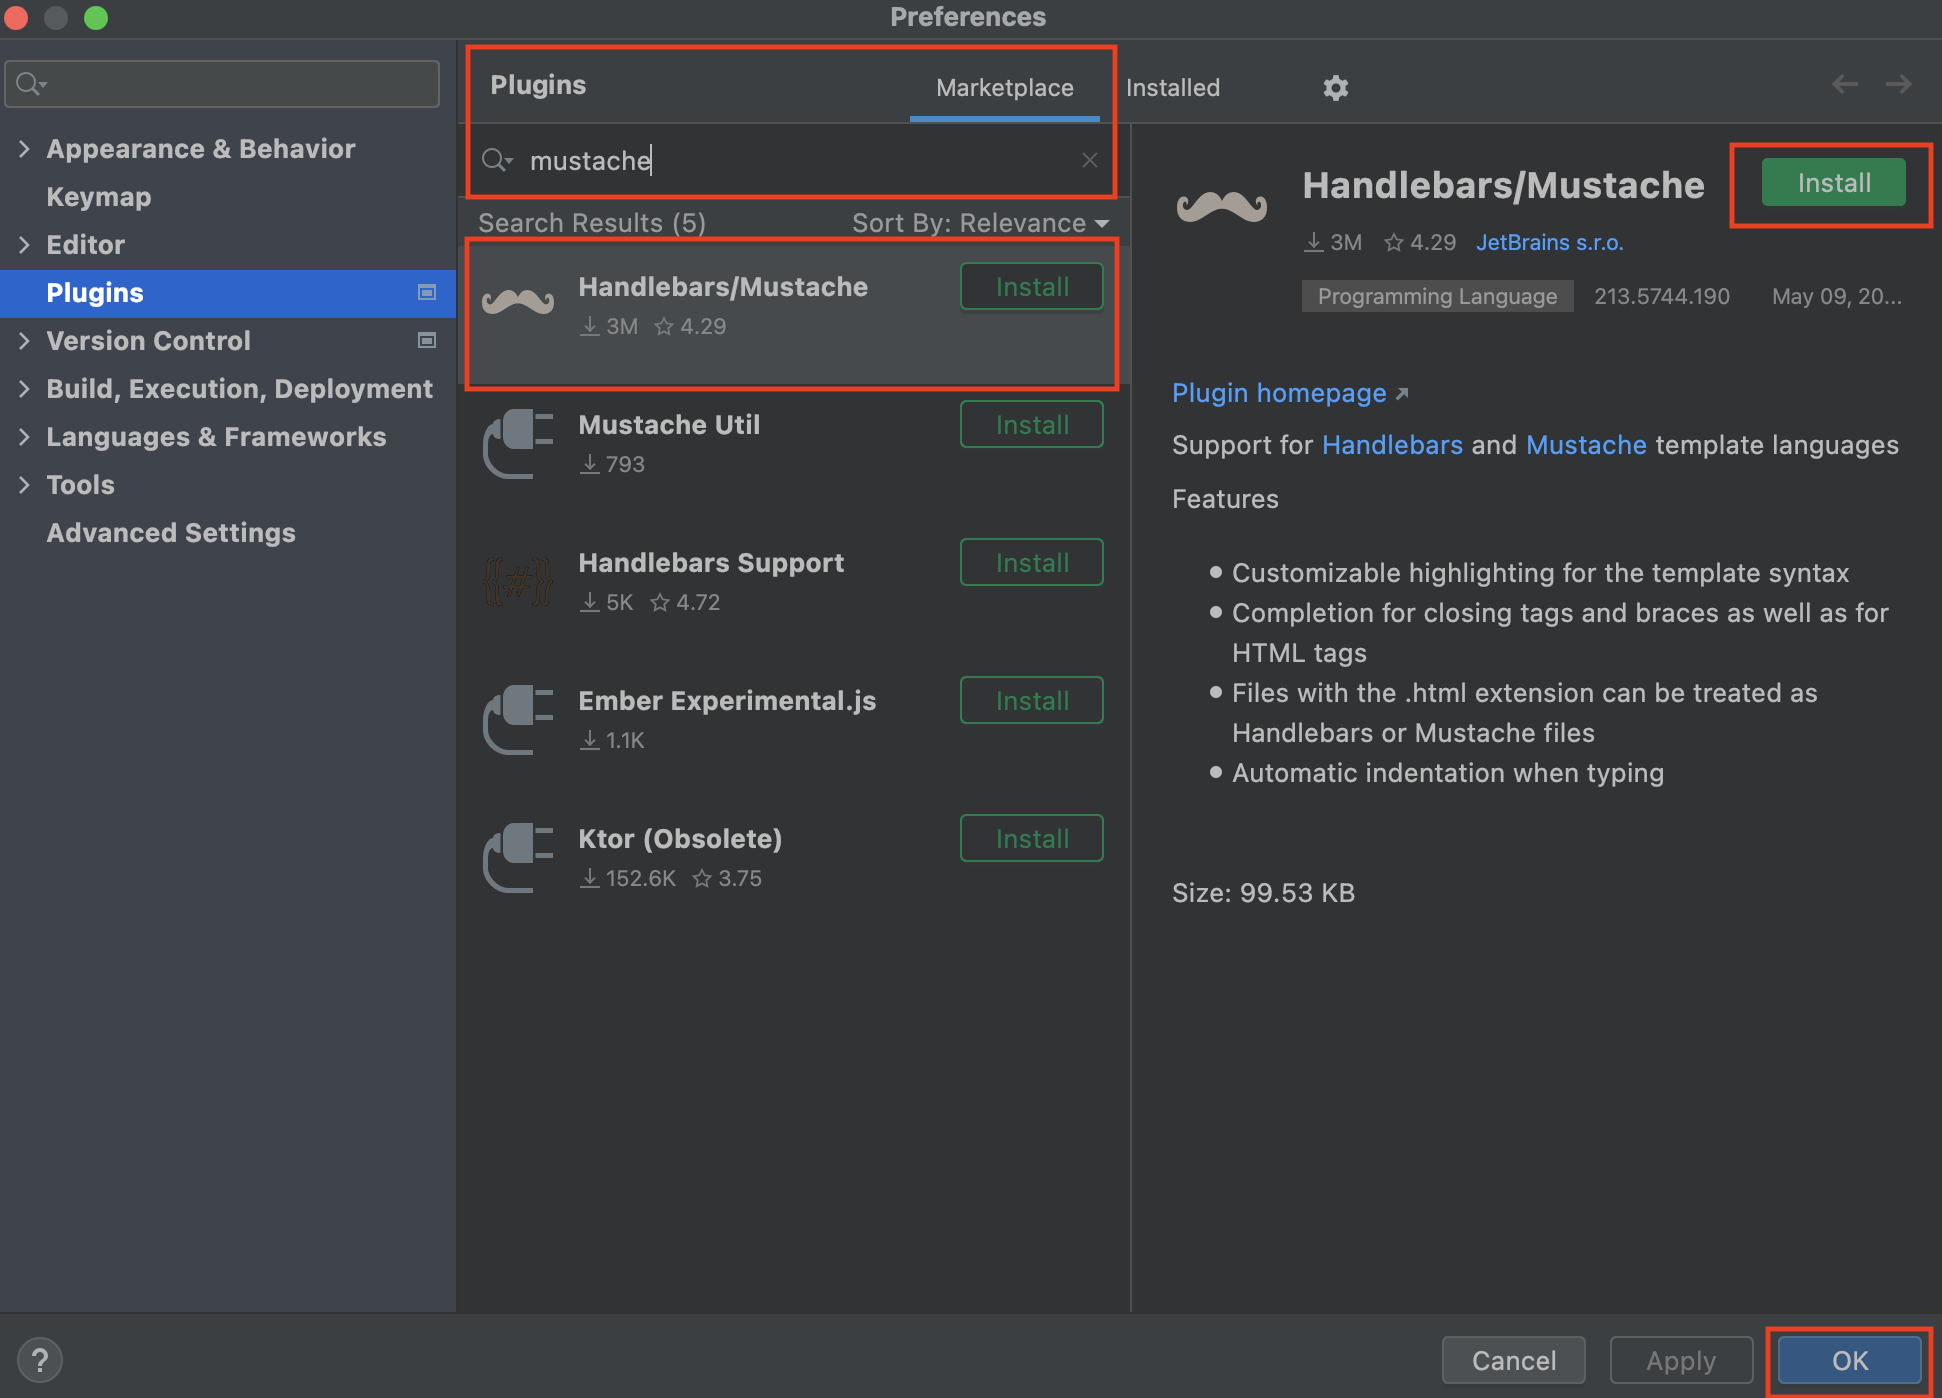 Preferences
Appearance & Behavior
Keymap
Editor
Plugins
Version Control
Build, Execution, Deployment
Languages & Frameworks
Tools
Advanced Settings
Plugins
Marketplace
Installed
mustache
Search Results (5)
Sort By: Relevance
Handlebars/Mustache
Install
3M 4.29
Mustache Util
Install
793
{{#}}
Handlebars Support
Install
5K 4.72
Ember Experimental.js
Install
1.1K
Ktor (Obsolete)
Install
152.6K 3.75
Handlebars/Mustache
Install
3M 4.29 JetBrains s.r.o.
Programming Language 213.5744.190 May 09, 20...
Plugin homepage
Support for Handlebars and Mustache template languages
Features
Customizable highlighting for the template syntax
Completion for closing tags and braces as well as for
HTML tags
Files with the .html extension can be treated as
Handlebars or Mustache files
Automatic indentation when typing
Size: 99.53 KB
?
Cancel
Apply
OK